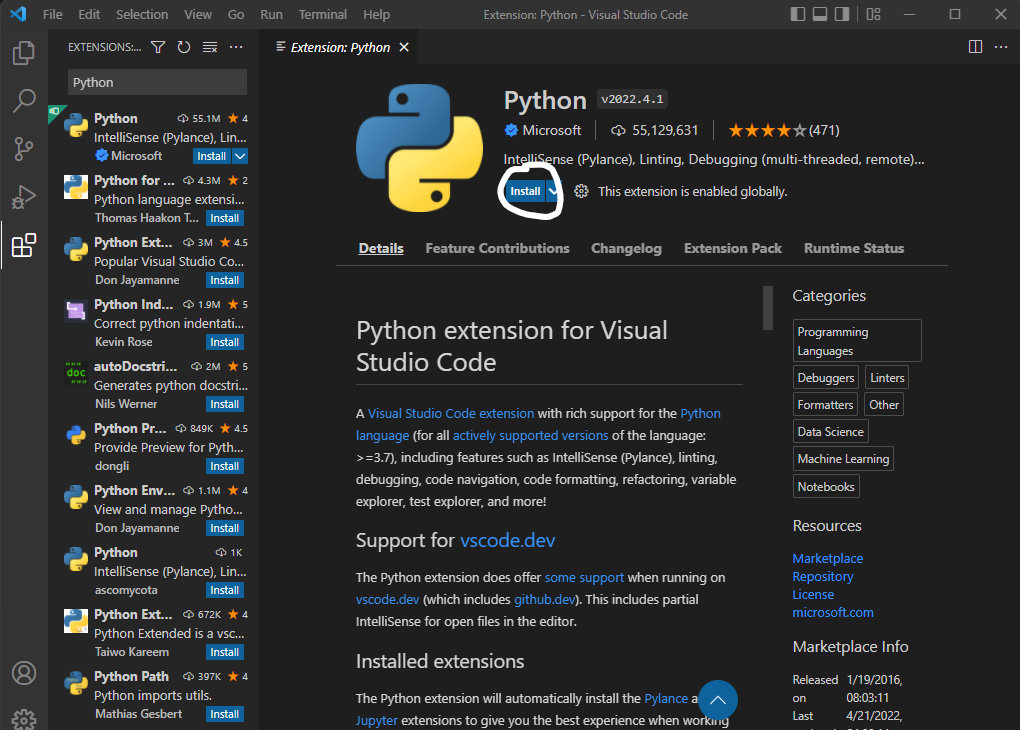 File Edit Selection View Go Run Terminal Help
Extension: Python - Visual Studio Code
EXTENSIONS:...
Python
Python 55.1M 4
IntelliSense (Pylance), Lin...
Microsoft Install
Python for ... 4.3M 2
Python language extensi...
Thomas Haakon T... Install
Python Ext... 3M 4.5
Popular Visual Studio Co...
Don Jayamanne Install
Python Ind... 1.9M 5
Correct python indentati...
Kevin Rose Install
"""
doc
"""
autoDocstri... 2M 5
Generates python docstri...
Nils Werner Install
Python Pr... 849K 4.5
Provide Preview for Pyth...
dongli Install
Python Env... 1.1M 4
View and manage Pytho...
Don Jayamanne Install
Python 1K
IntelliSense (Pylance), Lin...
ascomycota Install
Python Ext... 672K 4
Python Extended is a vsc...
Taiwo Kareem Install
Python Path 397K 4
Python imports utils.
Mathias Gesbert Install
Extension: Python
Python v2022.4.1
Microsoft 55,129,631 (471)
IntelliSense (Pylance), Linting, Debugging (multi-threaded, remote)...
Install This extension is enabled globally.
Details Feature Contributions Changelog Extension Pack Runtime Status
Python extension for Visual
Studio Code
A Visual Studio Code extension with rich support for the Python
language (for all actively supported versions of the language:
>=3.7), including features such as IntelliSense (Pylance), linting,
debugging, code navigation, code formatting, refactoring, variable
explorer, test explorer, and more!
Support for vscode.dev
The Python extension does offer some support when running on
vscode.dev (which includes github.dev). This includes partial
IntelliSense for open files in the editor.
Installed extensions
The Python extension will automatically install the Pylance a
Jupyter extensions to give you the best experience when working
Categories
Programming
Languages
Debuggers Linters
Formatters Other
Data Science
Machine Learning
Notebooks
Resources
Marketplace
Repository
License
microsoft.com
Marketplace Info
Released 1/19/2016,
on 08:03:11
Last 4/21/2022,